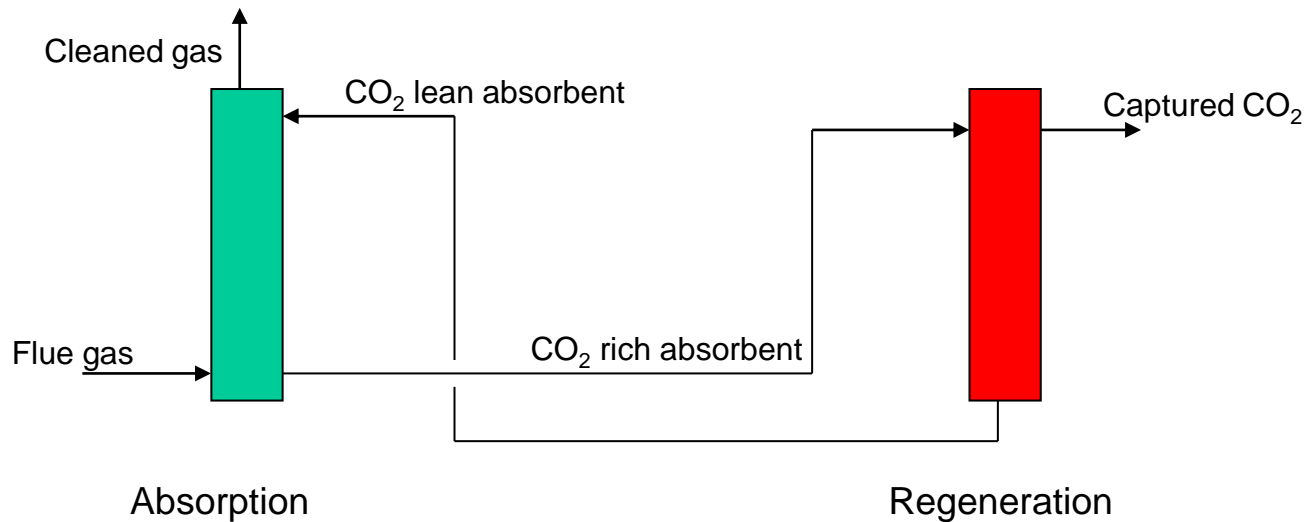 Cleaned gas
CO₂ lean absorbent
Captured CO₂
Flue gas
CO₂ rich absorbent
Absorption
Regeneration